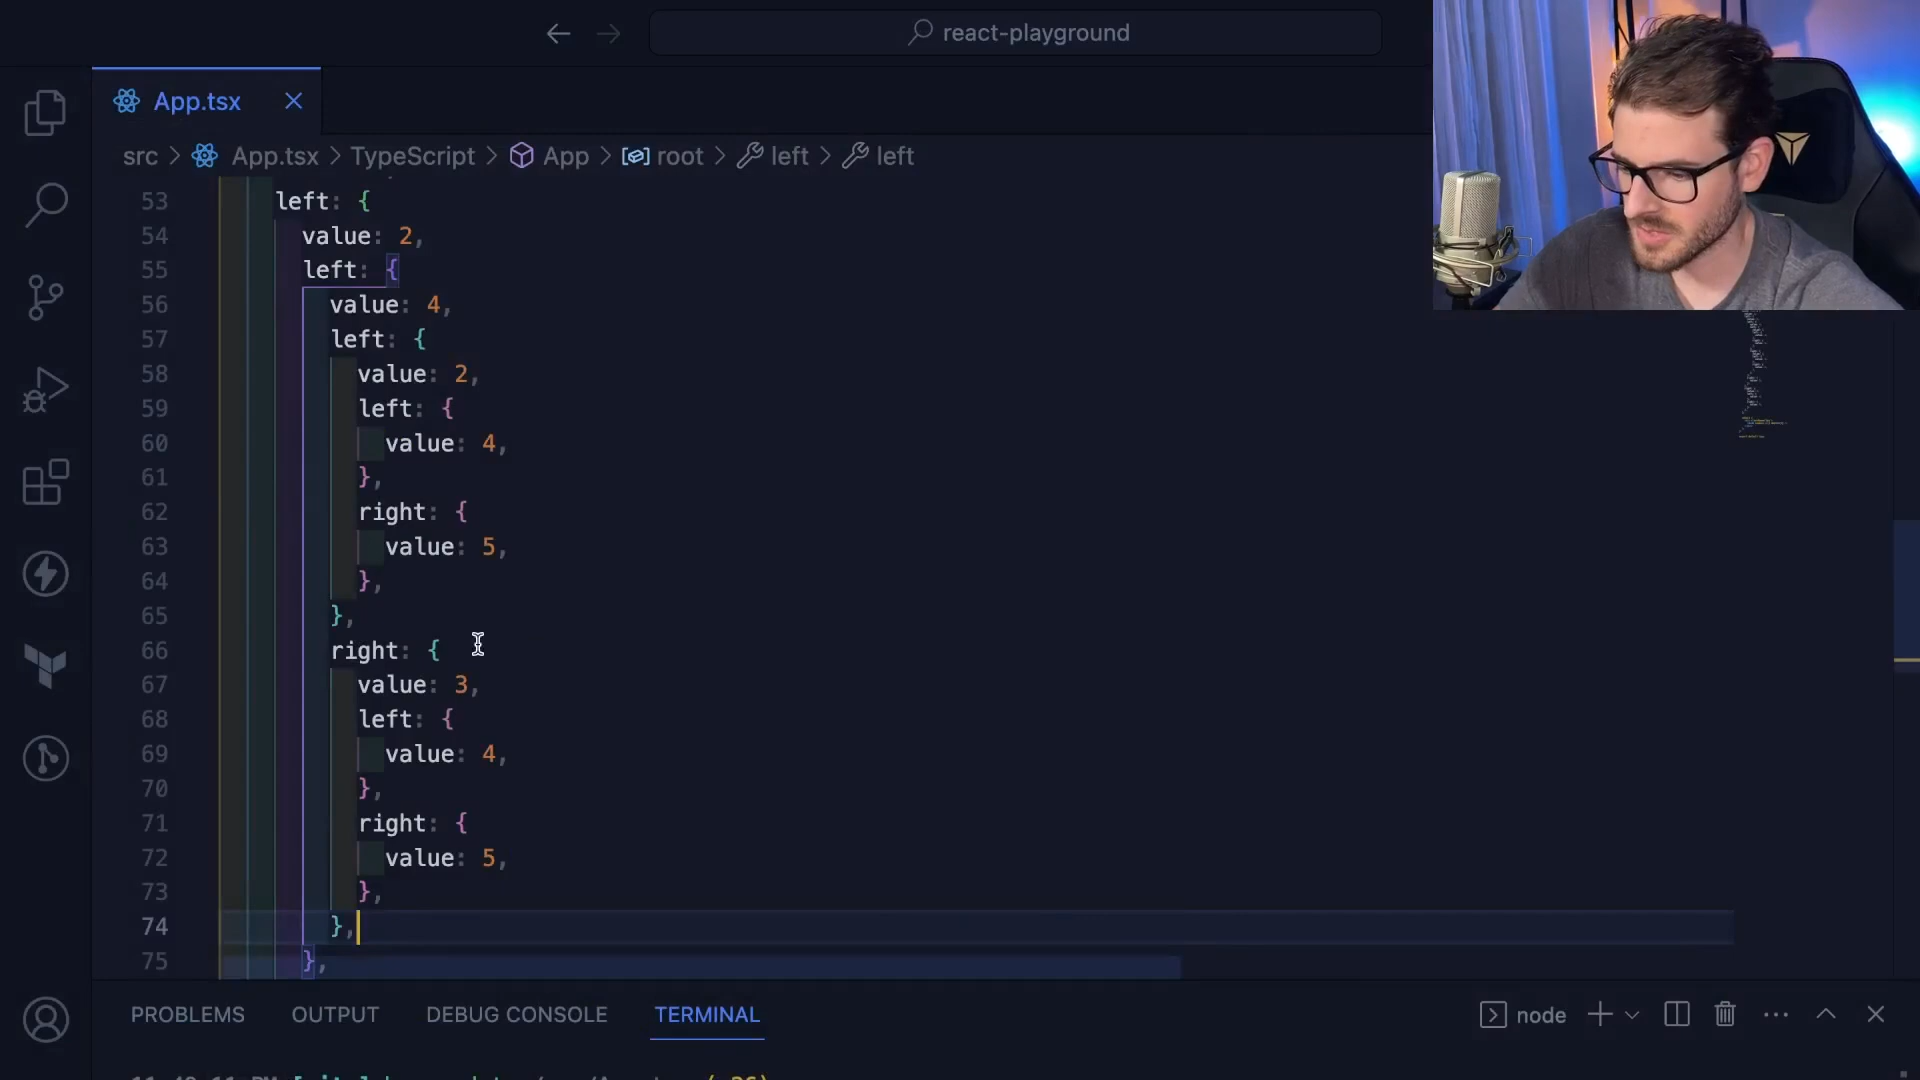 react-playground
App.tsx
src > App.tsx > TypeScript > App > root > left > left
53 left: {
54 value: 2,
55 left: {
56 value: 4,
57 left: {
58 value: 2,
59 left: {
60 value: 4,
61 },
62 right: {
63 value: 5,
64 },
65 },
66 right: {
67 value: 3,
68 left: {
69 value: 4,
70 },
71 right: {
72 value: 5,
73 },
74 },
75 },
PROBLEMS OUTPUT DEBUG CONSOLE TERMINAL node